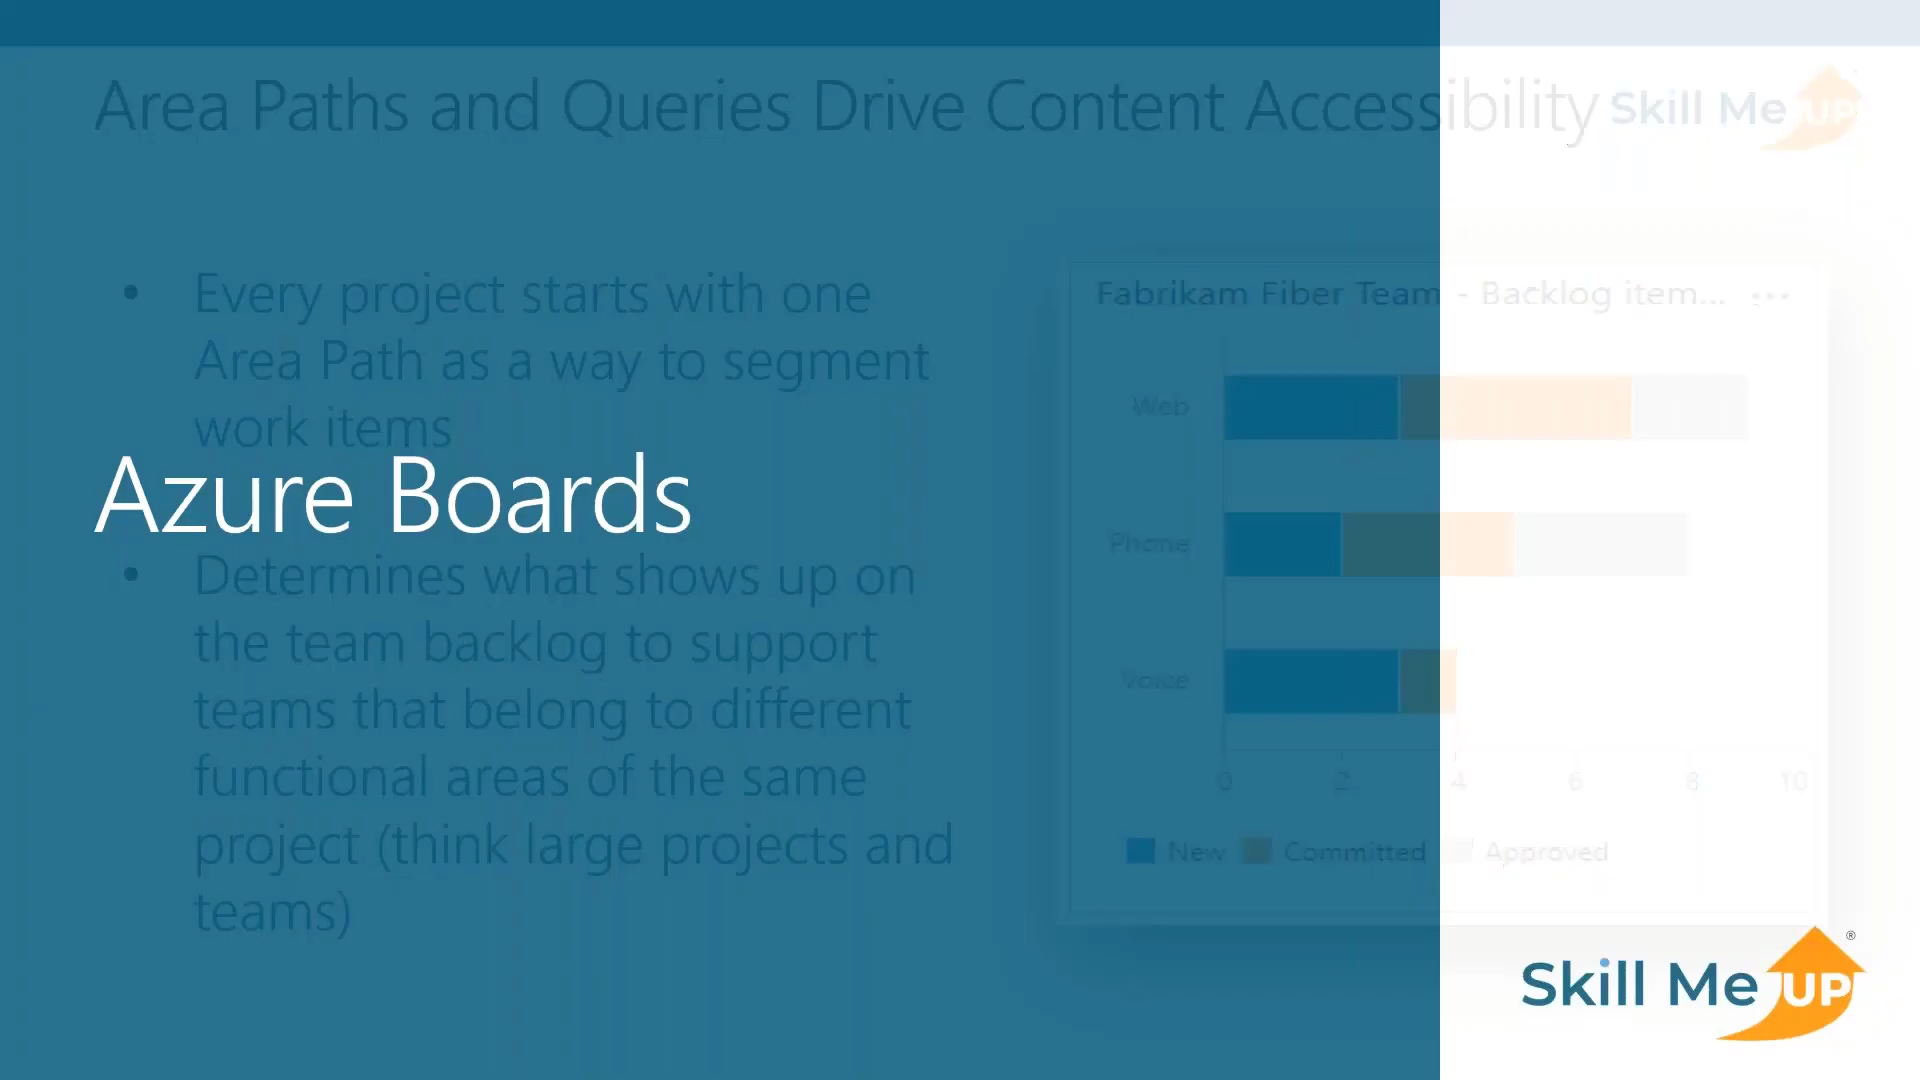 Area Paths and Queries Drive Content Accessibility
Skill Me UP
• Every project starts with one
Area Path as a way to segment
work items
Azure Boards
• Determines what shows up on
the team backlog to support
teams that belong to different
functional areas of the same
project (think large projects and
teams)
Fabrikam Fiber Team - Backlog item... •••
Web
Phone
Voice
0 2 4 6 8 10
New Committed Approved
Skill Me UP ®